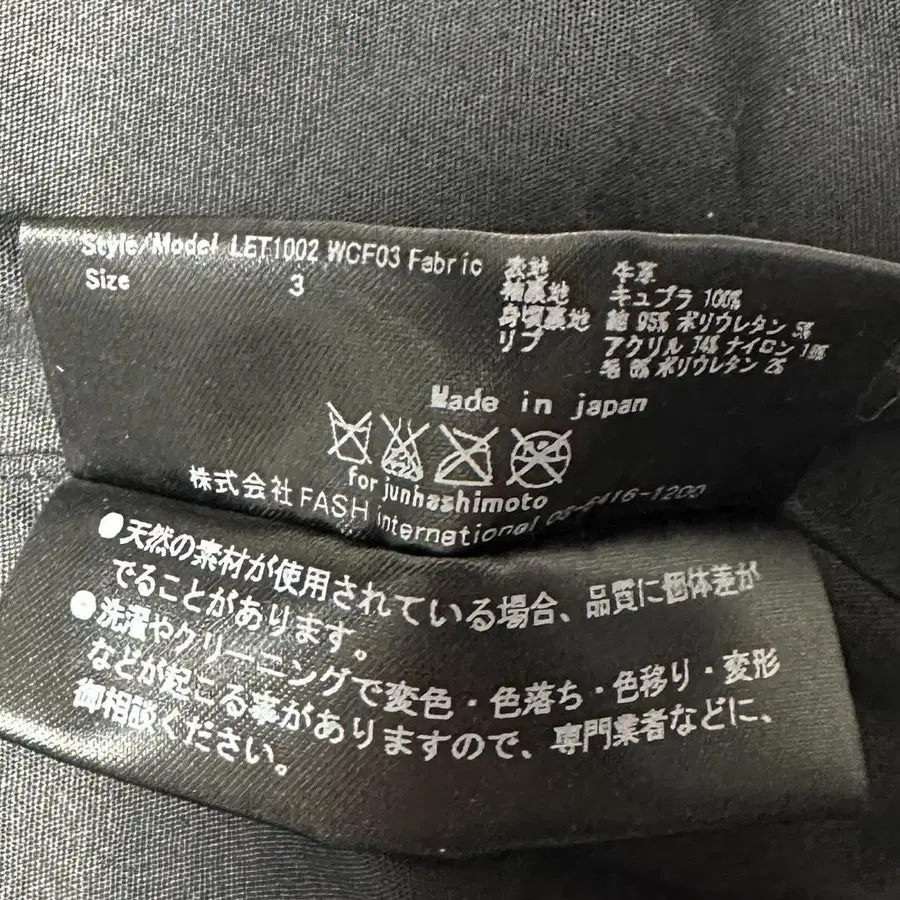 Style/Model LET1002 WCF03 Fabric
Size 3
表地 牛革
袖裏地 キュプラ 100%
身頃裏地 綿 95% ポリウレタン 5%
リブ アクリル 74% ナイロン
毛 ポリウレタン
Made in japan
for junhashimoto
株式会社 FASH international 03-6416-1200
●天然の素材が使用されている場合、品質に個体差が
でることがあります。
●洗濯やクリーニングで変色・色落ち・色移り・変形
などが起こる事がありますので、専門業者などに、
御相談ください。